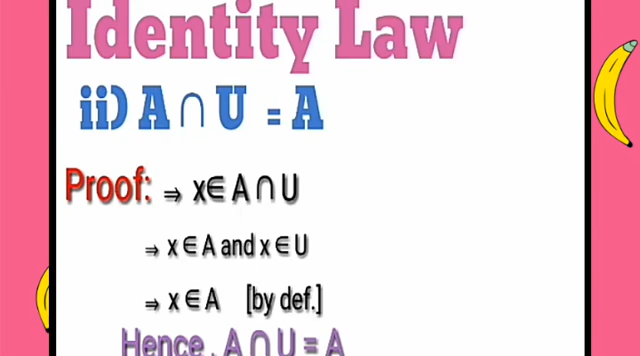 Identity Law
ii) A ∩ U = A
Proof: ⇒ x∈ A ∩ U
⇒ x ∈ A and x ∈ U
⇒ x ∈ A [by def.]
Hence , A ∩ U = A